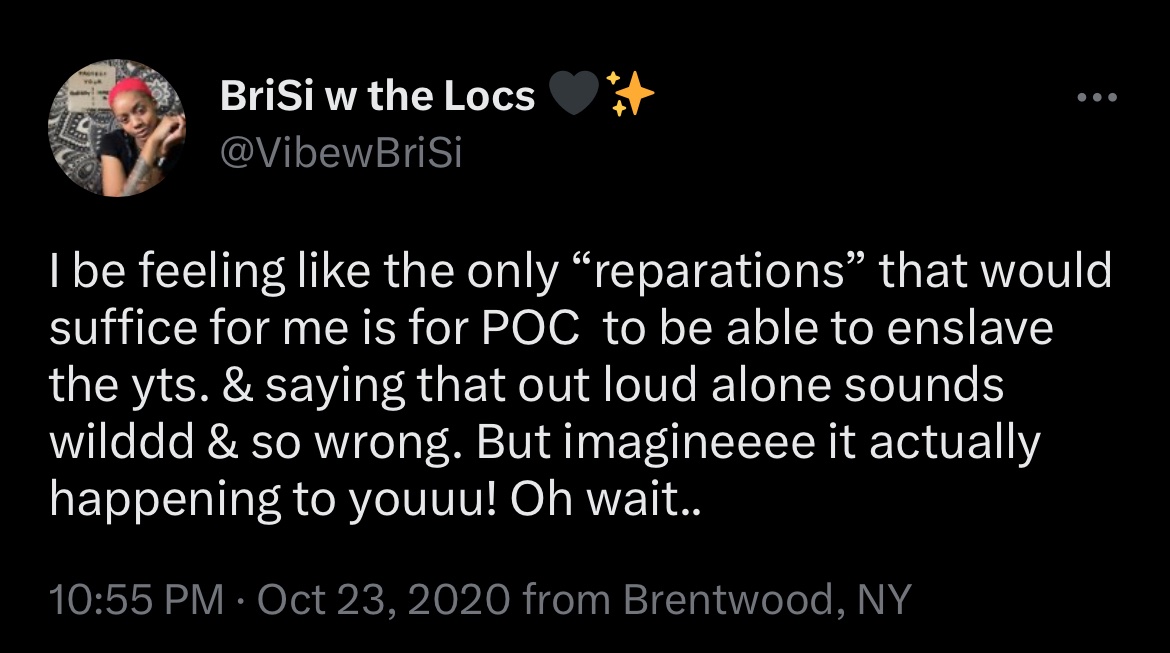 BriSi w the Locs 🖤✨
@VibewBriSi
I be feeling like the only “reparations” that would
suffice for me is for POC  to be able to enslave
the yts. & saying that out loud alone sounds
wilddd & so wrong. But imagineeee it actually
happening to youuu! Oh wait..
10:55 PM · Oct 23, 2020 from Brentwood, NY